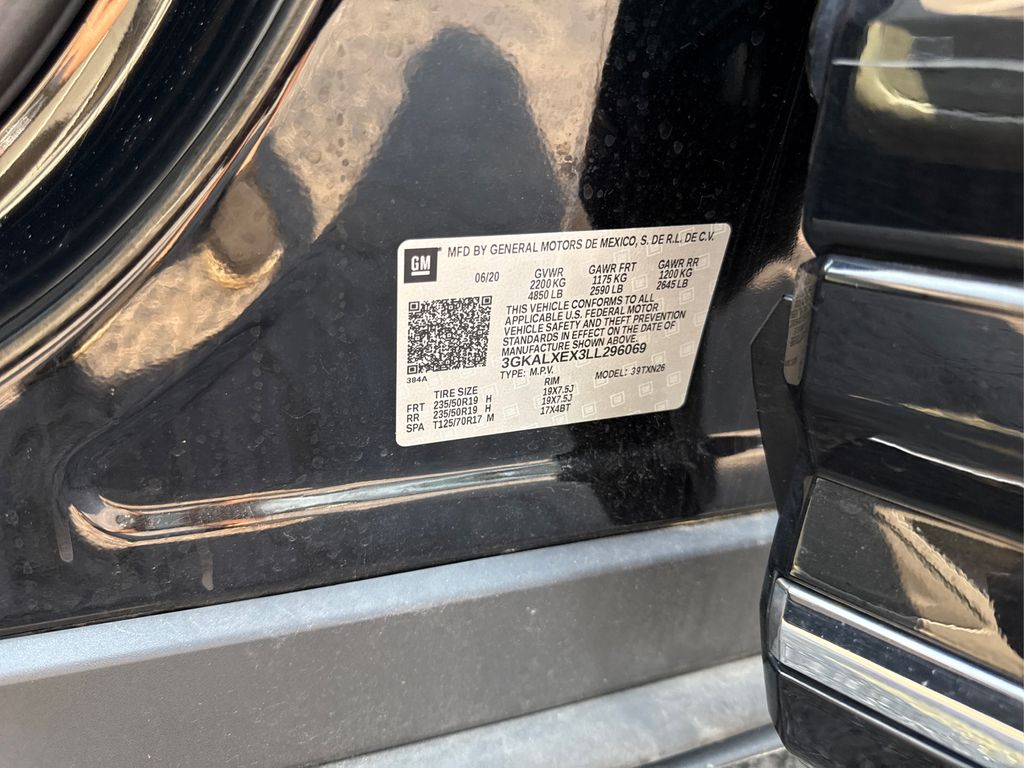 GM MFD BY GENERAL MOTORS DE MEXICO, S. DE R.L. DE C.V.
06/20 GVWR GAWR FRT GAWR RR
2200 KG 1175 KG 1200 KG
4850 LB 2590 LB 2645 LB
THIS VEHICLE CONFORMS TO ALL
APPLICABLE U.S. FEDERAL MOTOR
VEHICLE SAFETY AND THEFT PREVENTION
STANDARDS IN EFFECT ON THE DATE OF
MANUFACTURE SHOWN ABOVE.
3GKALXEX3LL296069
384A TYPE: M.P.V. MODEL: 39TXN26
TIRE SIZE RIM
FRT 235/50R19 H 19X7.5J
RR 235/50R19 H 19X7.5J
SPA T125/70R17 M 17X4BT